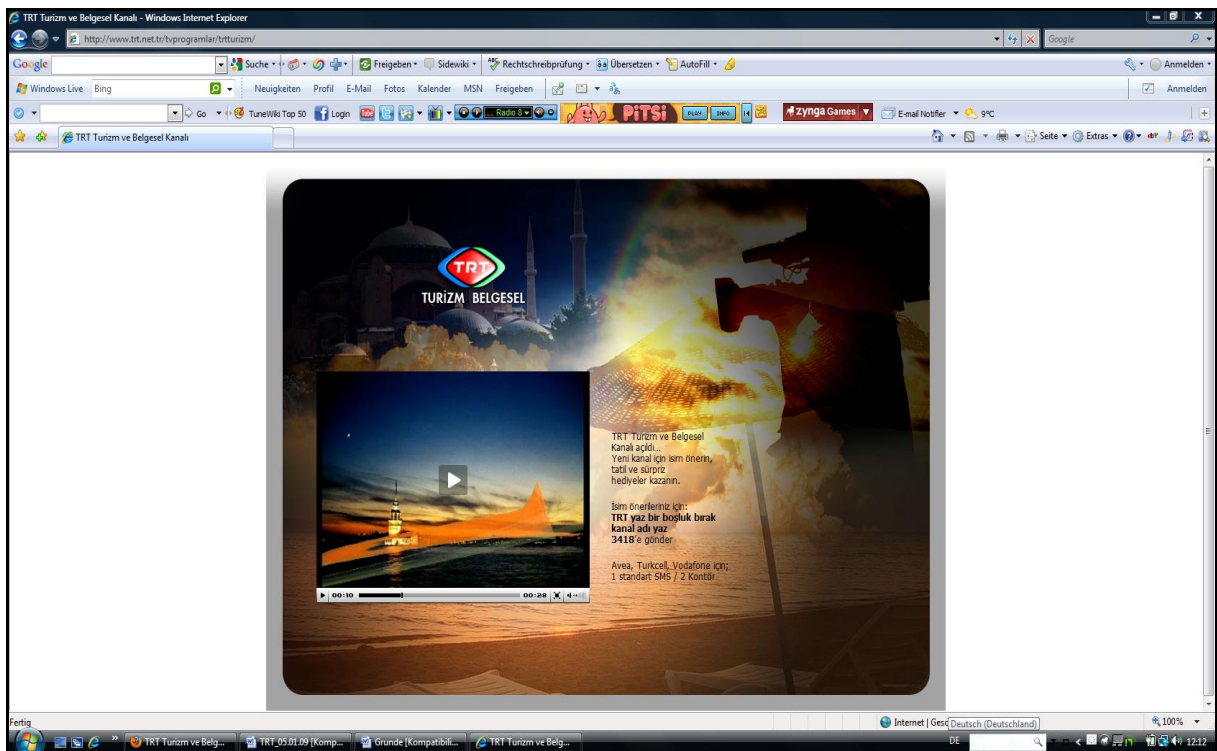 TRT Turizm ve Belgesel Kanalı - Windows Internet Explorer
http://www.trt.net.tr/tvprogramlar/trtturizm/
Google
Google Suche Freigeben Sidewiki Rechtschreibprüfung Übersetzen AutoFill Anmelden
Windows Live Bing Neuigkeiten Profil E-Mail Fotos Kalender MSN Freigeben Anmelden
Go TuneWiki Top 50 Login Radio 8 PiTSi PLAY INFO zynga Games E-mail Notifier 9°C
TRT Turizm ve Belgesel Kanalı Seite Extras
TRT
TURİZM BELGESEL
TRT Turizm ve Belgesel
Kanalı açıldı...
Yeni kanal için isim önerin,
tatil ve sürpriz
hediyeler kazanın.
İsim önerileriniz için:
TRT yaz bir boşluk bırak
kanal adı yaz
3418'e gönder
Avea, Turkcell, Vodafone için;
1 standart SMS / 2 Kontör
00:10 00:28
Fertig Internet | Gesc Deutsch (Deutschland) 100%
TRT Turizm ve Belg... TRT_05.01.09 [Komp... Grunde [Kompatibili... TRT Turizm ve Belg... DE 12:12